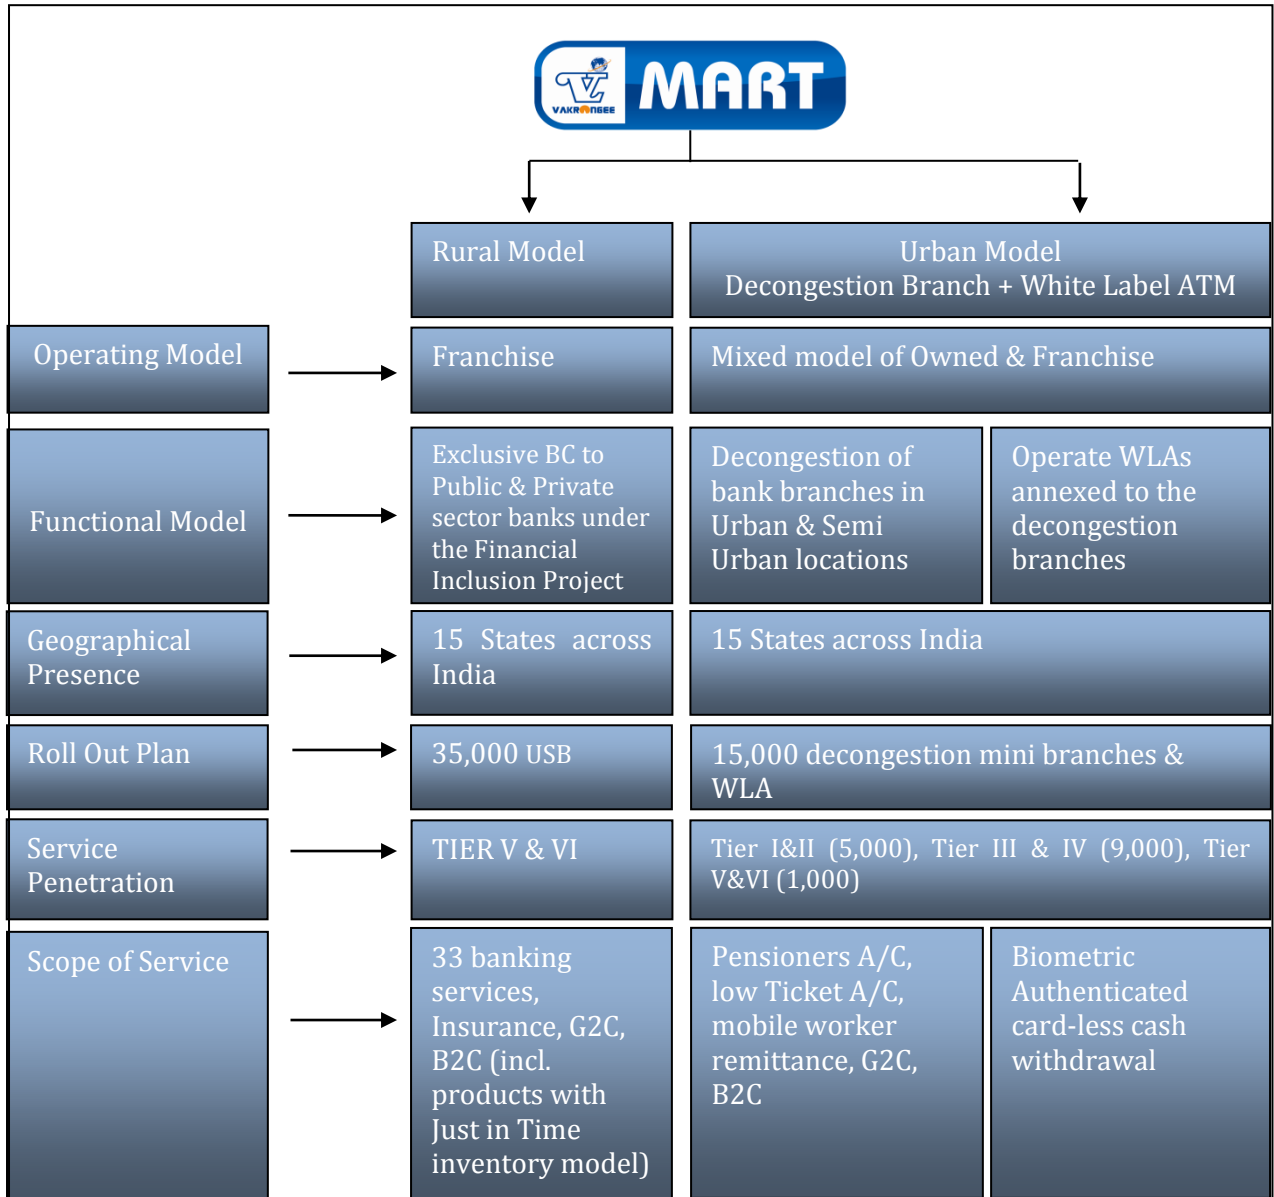 VAKRANGEE
MART
Rural Model
Urban Model
Decongestion Branch + White Label ATM
Operating Model
Franchise
Mixed model of Owned & Franchise
Functional Model
Exclusive BC to
Public & Private
sector banks under
the Financial
Inclusion Project
Decongestion of
bank branches in
Urban & Semi
Urban locations
Operate WLAs
annexed to the
decongestion
branches
Geographical
Presence
15 States across
India
15 States across India
Roll Out Plan
35,000 USB
15,000 decongestion mini branches &
WLA
Service
Penetration
TIER V & VI
Tier I&II (5,000), Tier III & IV (9,000), Tier
V&VI (1,000)
Scope of Service
33 banking
services,
Insurance, G2C,
B2C (incl.
products with
Just in Time
inventory model)
Pensioners A/C,
low Ticket A/C,
mobile worker
remittance, G2C,
B2C
Biometric
Authenticated
card-less cash
withdrawal